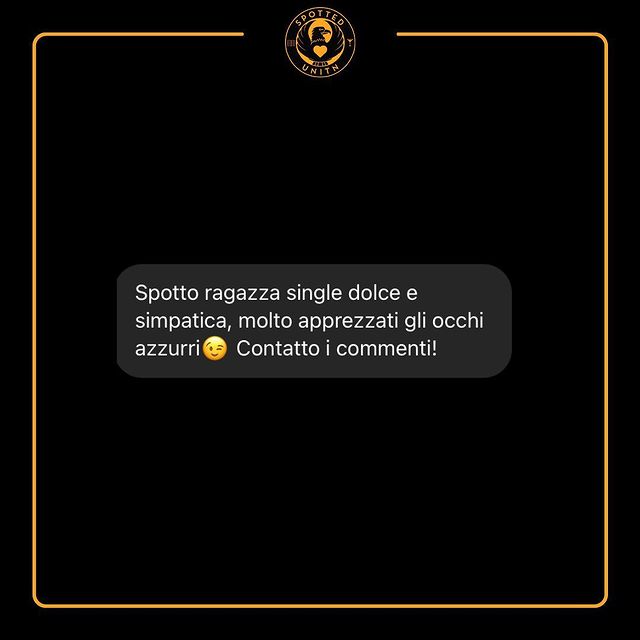 SPOTTED
UNITN
Spotto ragazza single dolce e
simpatica, molto apprezzati gli occhi
azzurri😉 Contatto i commenti!